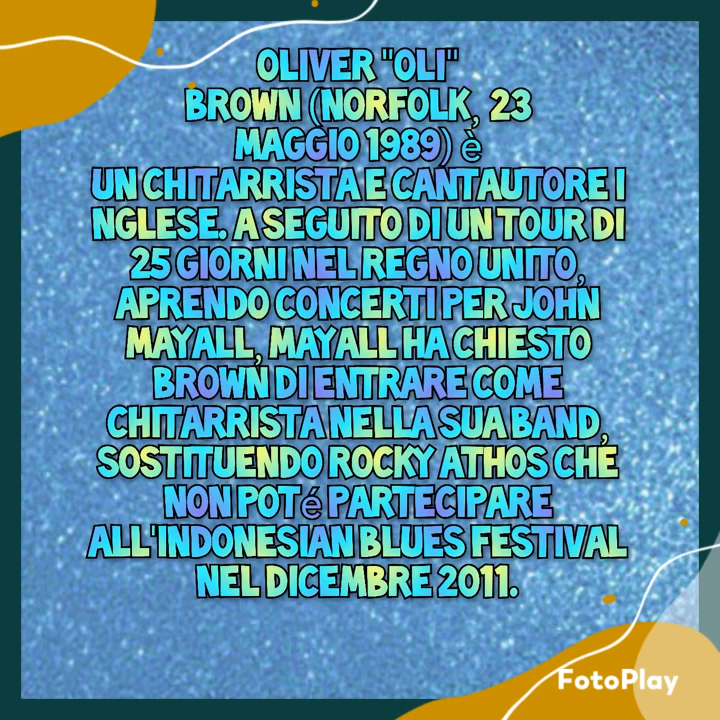 OLIVER "OLI"
BROWN (NORFOLK, 23
MAGGIO 1989) è
UN CHITARRISTA E CANTAUTORE I
NGLESE. A SEGUITO DI UN TOUR DI
25 GIORNI NEL REGNO UNITO,
APRENDO CONCERTI PER JOHN
MAYALL, MAYALL HA CHIESTO
BROWN DI ENTRARE COME
CHITARRISTA NELLA SUA BAND,
SOSTITUENDO ROCKY ATHOS CHE
NON POTé PARTECIPARE
ALL'INDONESIAN BLUES FESTIVAL
NEL DICEMBRE 2011.
FotoPlay